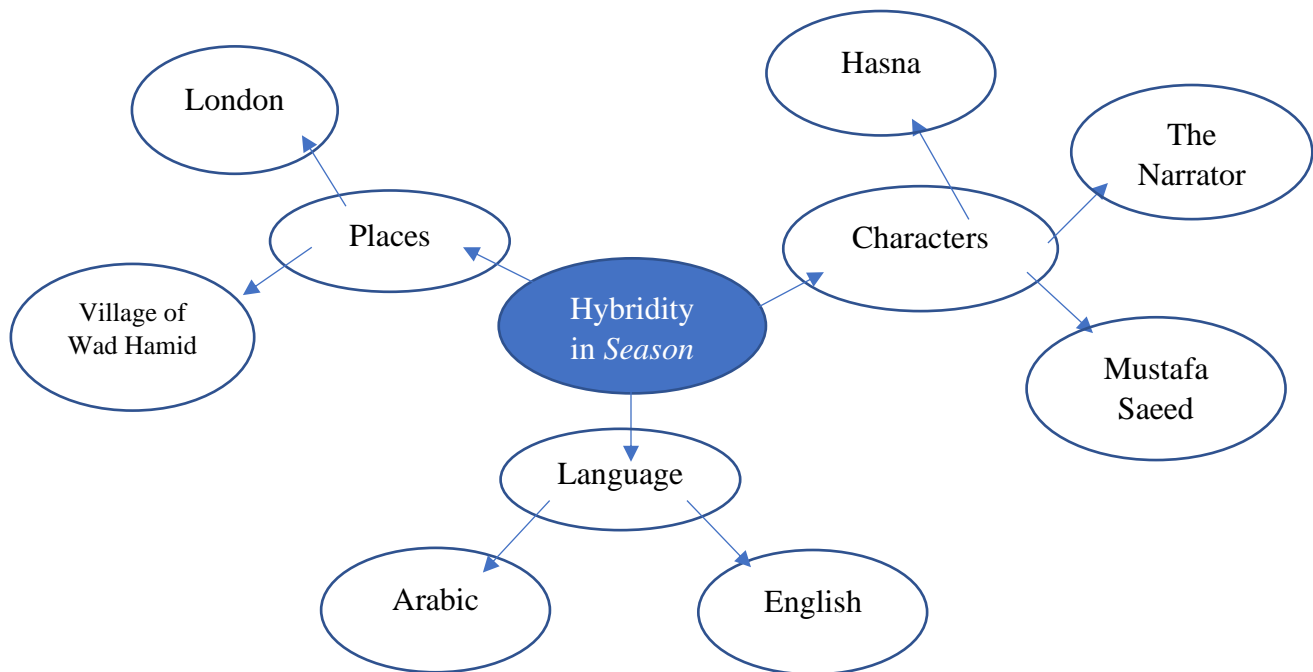 Hasna
London
The
Narrator
Places
Characters
Village of
Wad Hamid
Hybridity
in Season
Mustafa
Saeed
Language
Arabic
English